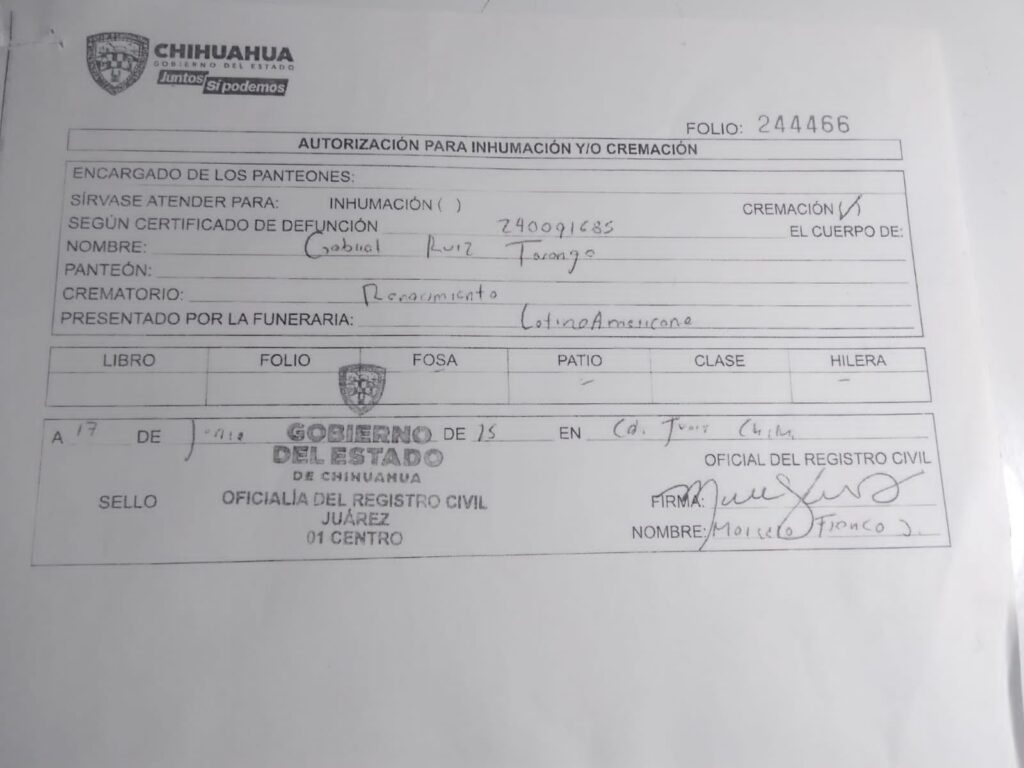 CHIHUAHUA
GOBIERNO DEL ESTADO
Juntos Sí podemos
FOLIO: 244466
AUTORIZACIÓN PARA INHUMACIÓN Y/O CREMACIÓN
ENCARGADO DE LOS PANTEONES:
SÍRVASE ATENDER PARA: INHUMACIÓN ( ) CREMACIÓN (✓)
SEGÚN CERTIFICADO DE DEFUNCIÓN 240091685 EL CUERPO DE:
NOMBRE: Gabriel Ruiz Tarango
PANTEÓN:
CREMATORIO: Renacimiento
PRESENTADO POR LA FUNERARIA: LatinoAmericana
LIBRO FOLIO FOSA PATIO CLASE HILERA
A 17 DE Junio DE 25 EN Cd. Juarez Chih.
GOBIERNO
DEL ESTADO
DE CHIHUAHUA
OFICIAL DEL REGISTRO CIVIL
SELLO
OFICIALÍA DEL REGISTRO CIVIL
JUÁREZ
01 CENTRO
FIRMA:
NOMBRE: Franco J.